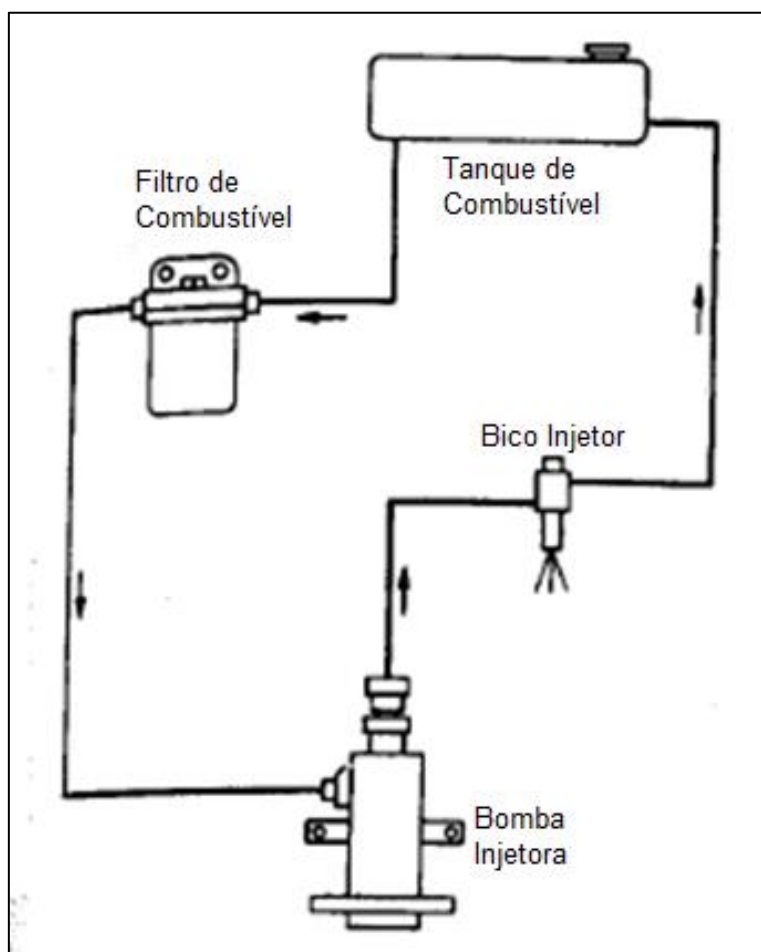 Tanque de
Combustível
Filtro de
Combustível
Bico Injetor
Bomba
Injetora